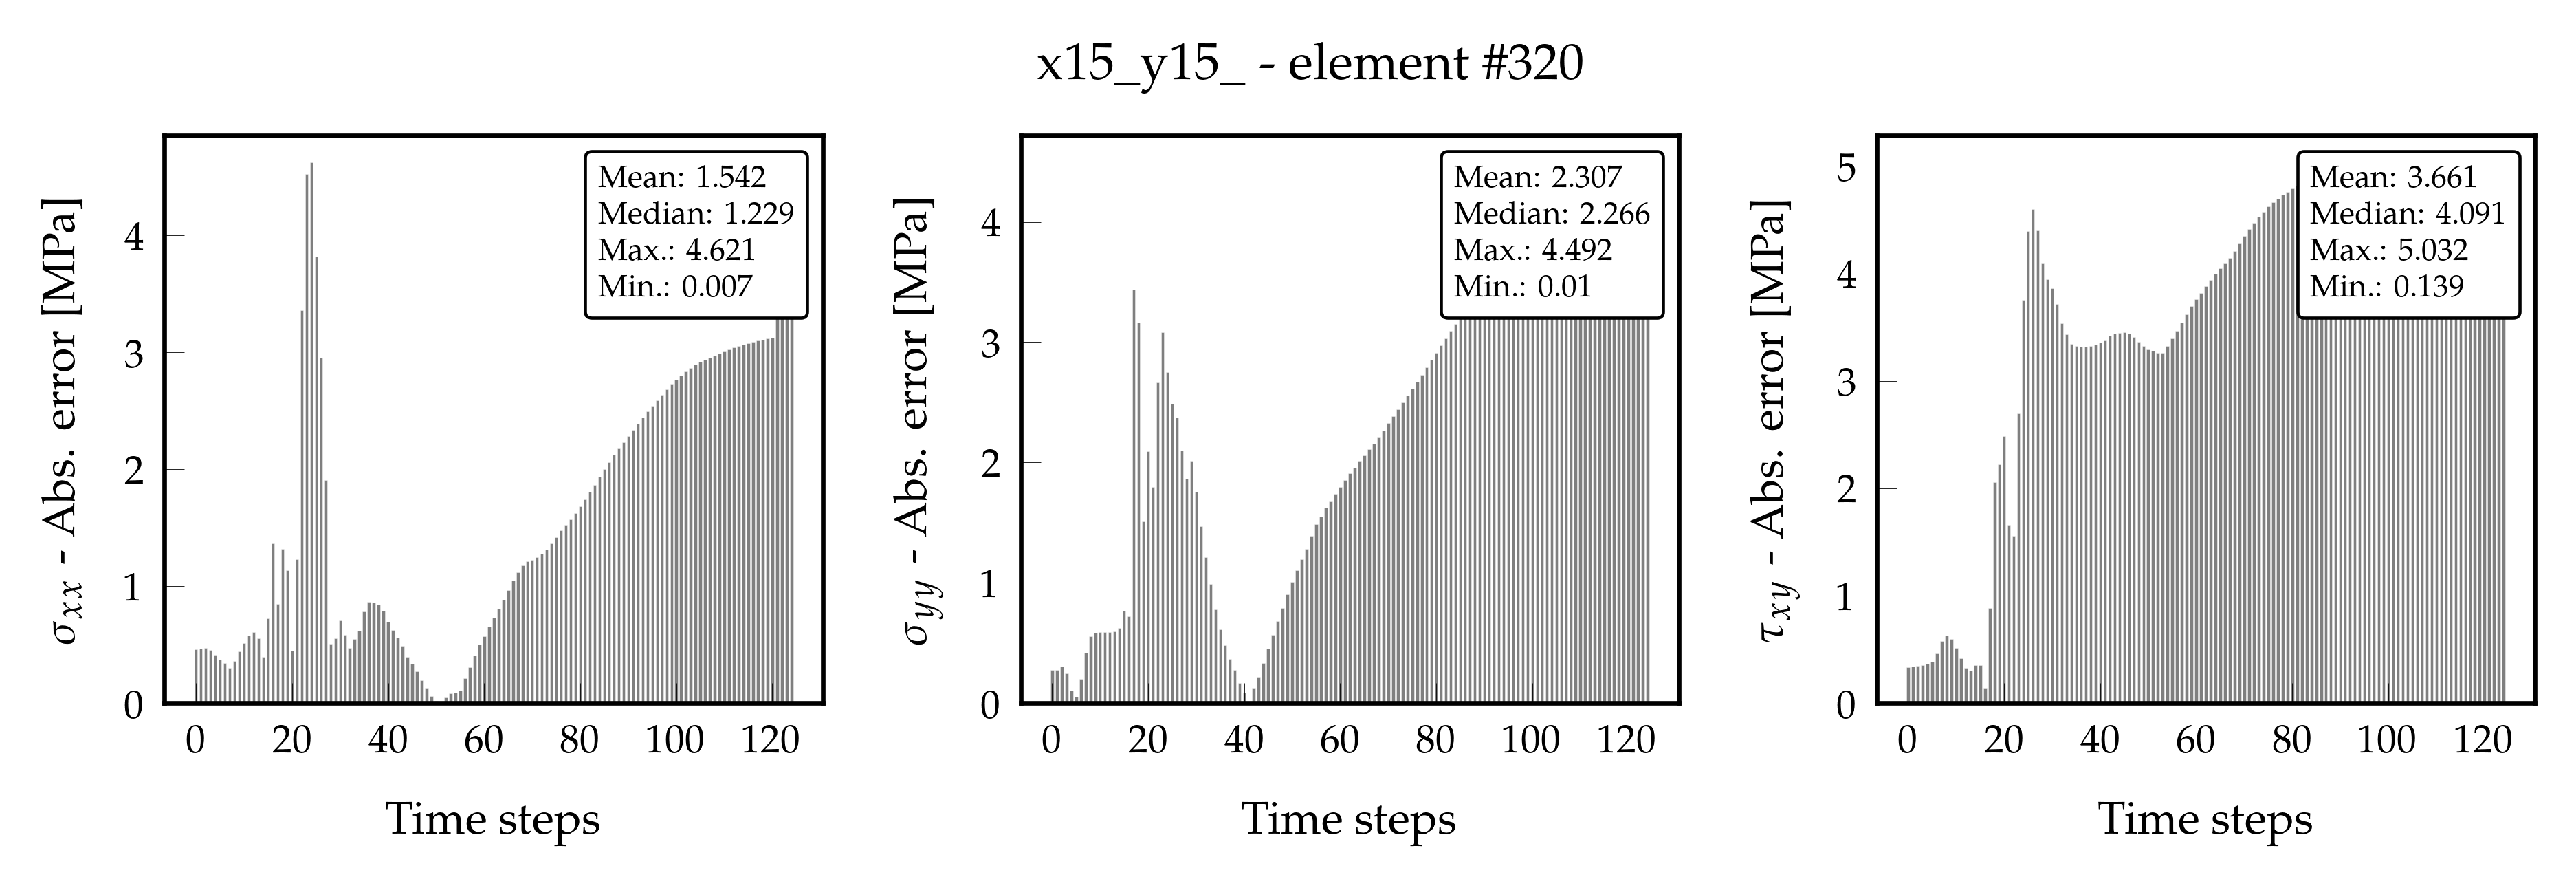 x15_y15_ - element #320
σxx - Abs. error [MPa]
4
3
2
1
0
0 20 40 60 80 100 120
Time steps
Mean: 1.542
Median: 1.229
Max.: 4.621
Min.: 0.007
σyy - Abs. error [MPa]
4
3
2
1
0
0 20 40 60 80 100 120
Time steps
Mean: 2.307
Median: 2.266
Max.: 4.492
Min.: 0.01
τxy - Abs. error [MPa]
5
4
3
2
1
0
0 20 40 60 80 100 120
Time steps
Mean: 3.661
Median: 4.091
Max.: 5.032
Min.: 0.139